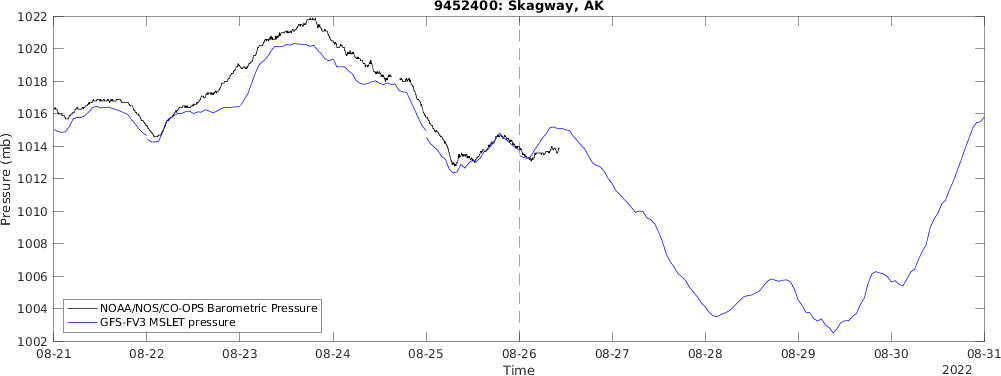 9452400: Skagway, AK
Pressure (mb)
1022
1020
1018
1016
1014
1012
1010
1008
1006
1004
1002
NOAA/NOS/CO-OPS Barometric Pressure
GFS-FV3 MSLET pressure
08-21 08-22 08-23 08-24 08-25 08-26 08-27 08-28 08-29 08-30 08-31
Time
2022